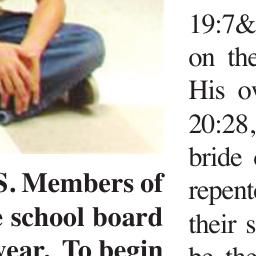 S. Members of
school board
year. To begin
19:7&
on the
His
20:28,
bride
repente
their s
be the